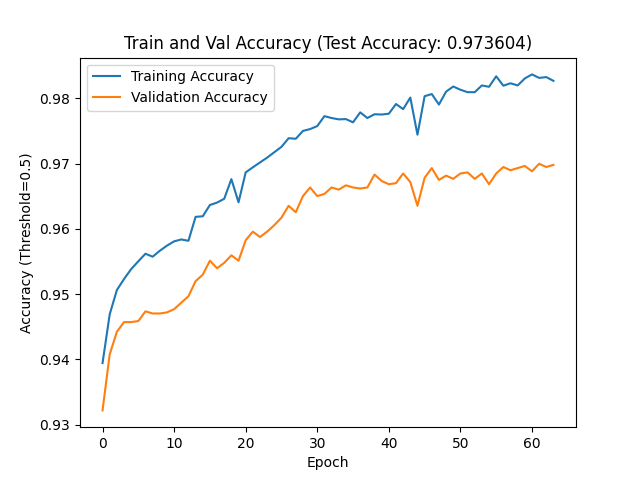 Train and Val Accuracy (Test Accuracy: 0.973604)
Training Accuracy
Validation Accuracy
Accuracy (Threshold=0.5)
0.98
0.97
0.96
0.95
0.94
0.93
0 10 20 30 40 50 60
Epoch